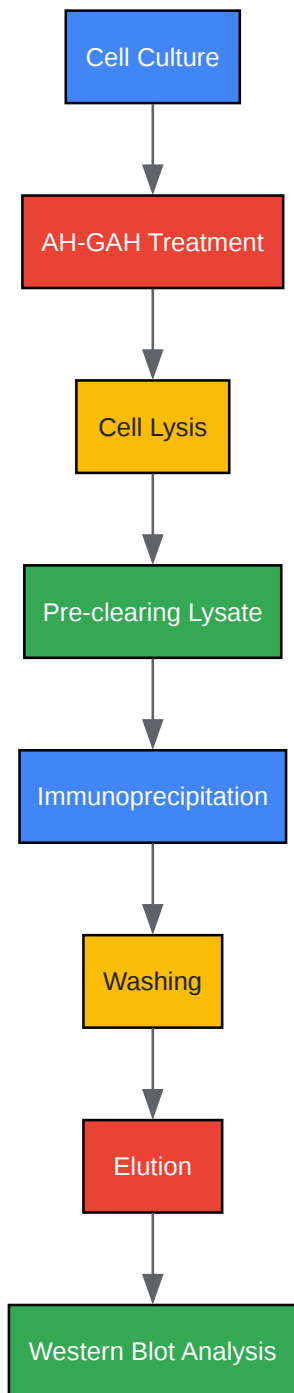 Cell Culture
AH-GAH Treatment
Cell Lysis
Pre-clearing Lysate
Immunoprecipitation
Washing
Elution
Western Blot Analysis